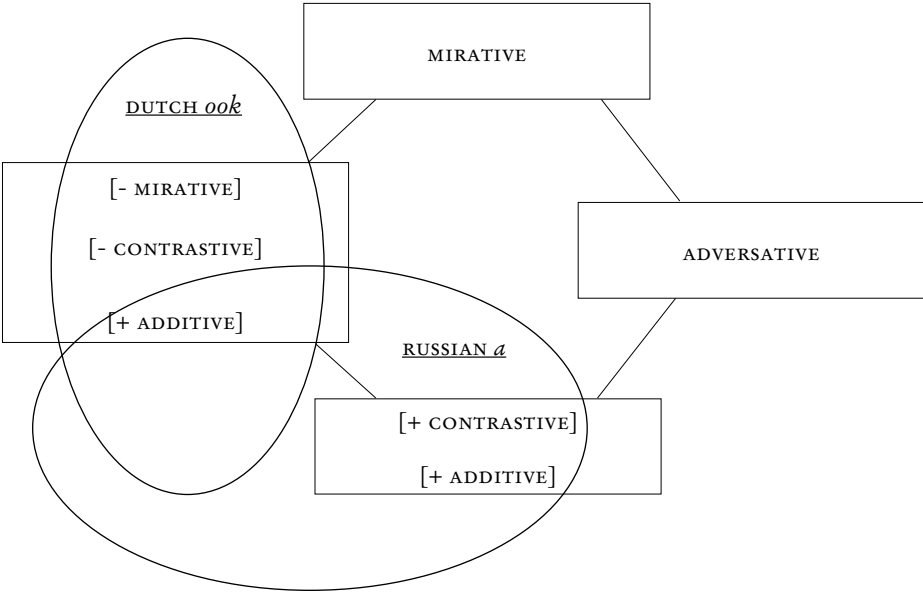 MIRATIVE
DUTCH ook
[- MIRATIVE]
[- CONTRASTIVE]
ADVERSATIVE
[+ ADDITIVE]
RUSSIAN a
[+ CONTRASTIVE]
[+ ADDITIVE]